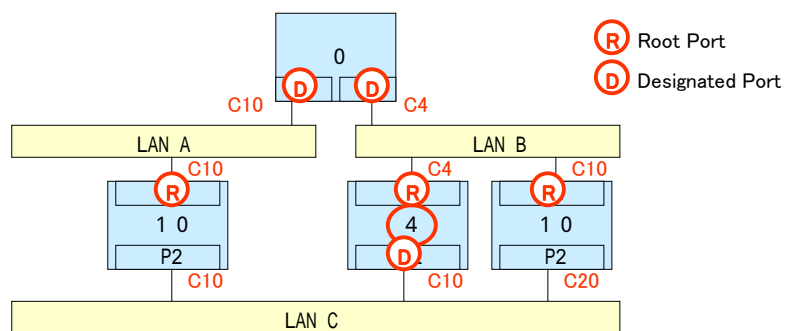 R Root Port
0
D D D Designated Port
C10 C4
LAN A LAN B
C10 C4 C10
R R R
1 0 4 1 0
P2 D P2
C10 C10 C20
LAN C